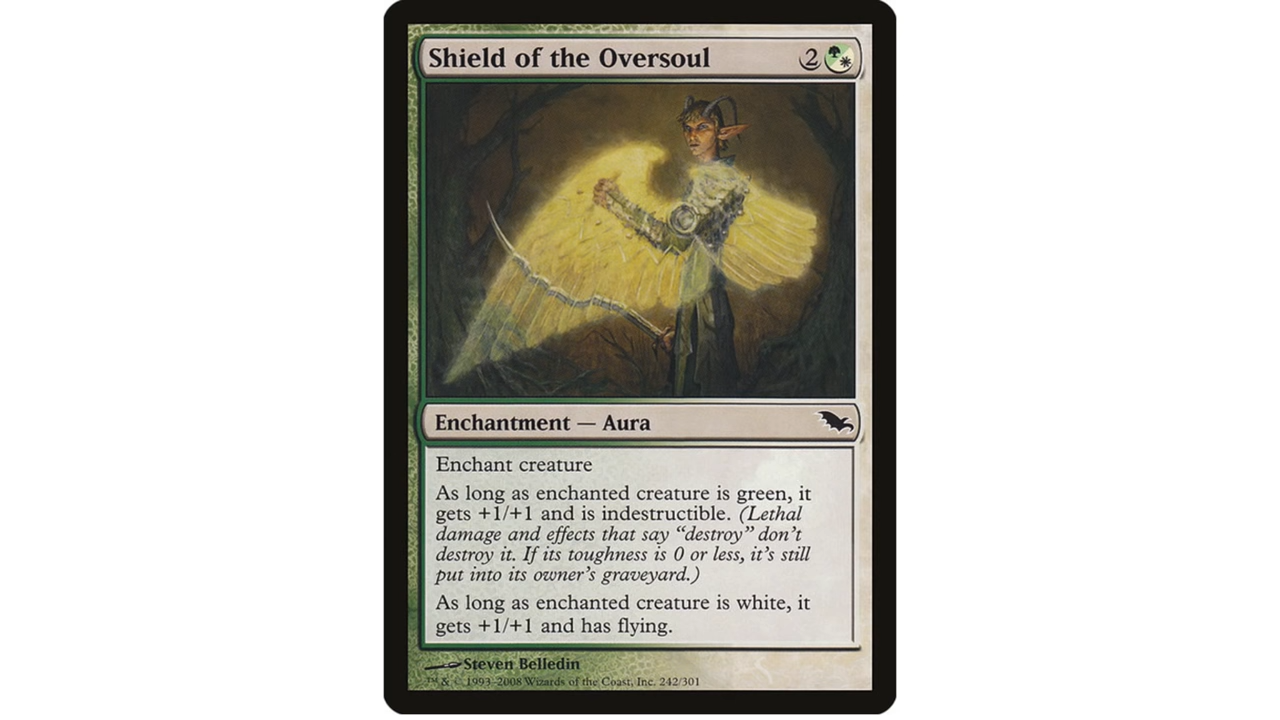 Shield of the Oversoul 2
Enchantment — Aura
Enchant creature
As long as enchanted creature is green, it
gets +1/+1 and is indestructible. (Lethal
damage and effects that say “destroy” don’t
destroy it. If its toughness is 0 or less, it’s still
put into its owner’s graveyard.)
As long as enchanted creature is white, it
gets +1/+1 and has flying.
Steven Belledin
™ & © 1993–2008 Wizards of the Coast, Inc. 242/301